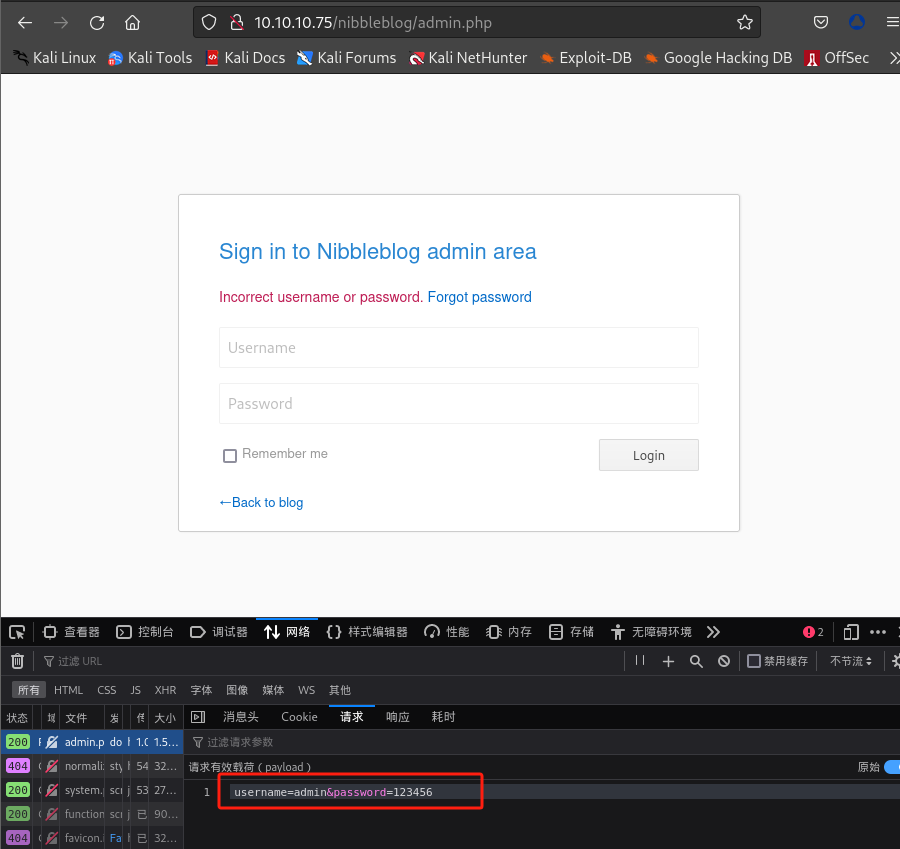 10.10.10.75/nibbleblog/admin.php
Kali Linux Kali Tools Kali Docs Kali Forums Kali NetHunter Exploit-DB Google Hacking DB OffSec
Sign in to Nibbleblog admin area
Incorrect username or password. Forgot password
Username
Password
Remember me
Login
←Back to blog
查看器 控制台 调试器 网络 样式编辑器 性能 内存 存储 无障碍环境 2
过滤 URL 禁用缓存 不节流
所有 HTML CSS JS XHR 字体 图像 媒体 WS 其他
状态 域 文件 发 传 大小 消息头 Cookie 请求 响应 耗时
200 admin.p do 1.0 1.5… 过滤请求参数
404 normali sty 54 32… 请求有效载荷 ( payload ) 原始
200 system. scr 53 27… 1 username=admin&password=123456
200 function scr 已 90…
404 favicon.i Fa 已 32…